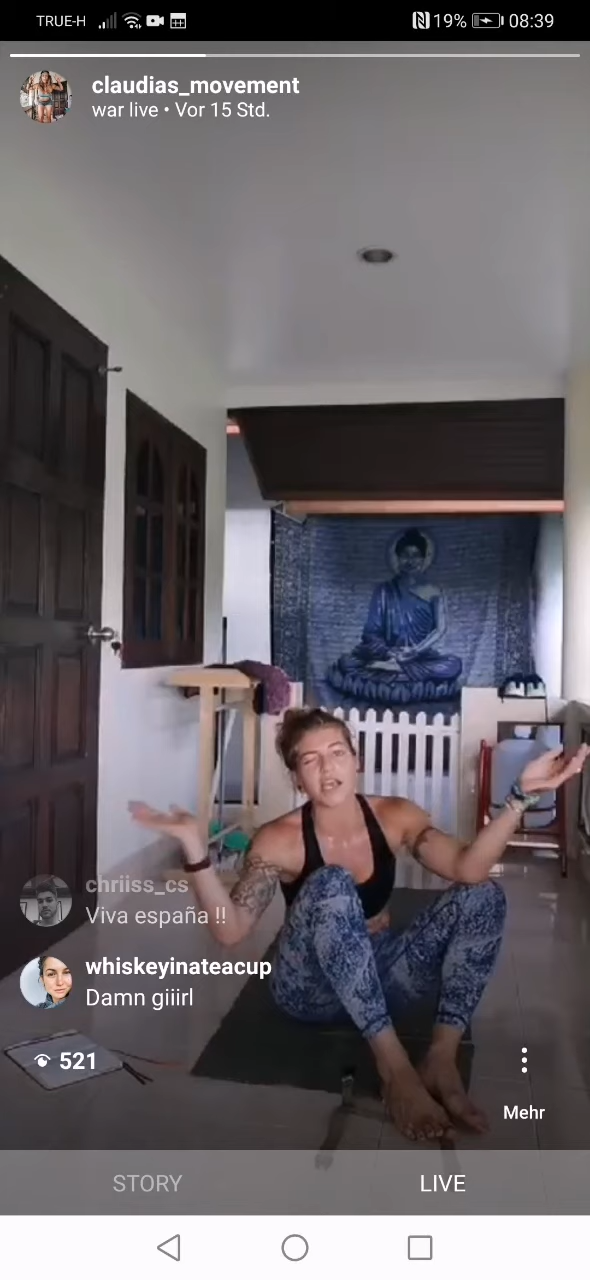 TRUE-H 19% 08:39
claudias_movement
war live • Vor 15 Std.
chriiss_cs
Viva españa !!
whiskeyinateacup
Damn giiirl
521
Mehr
STORY LIVE